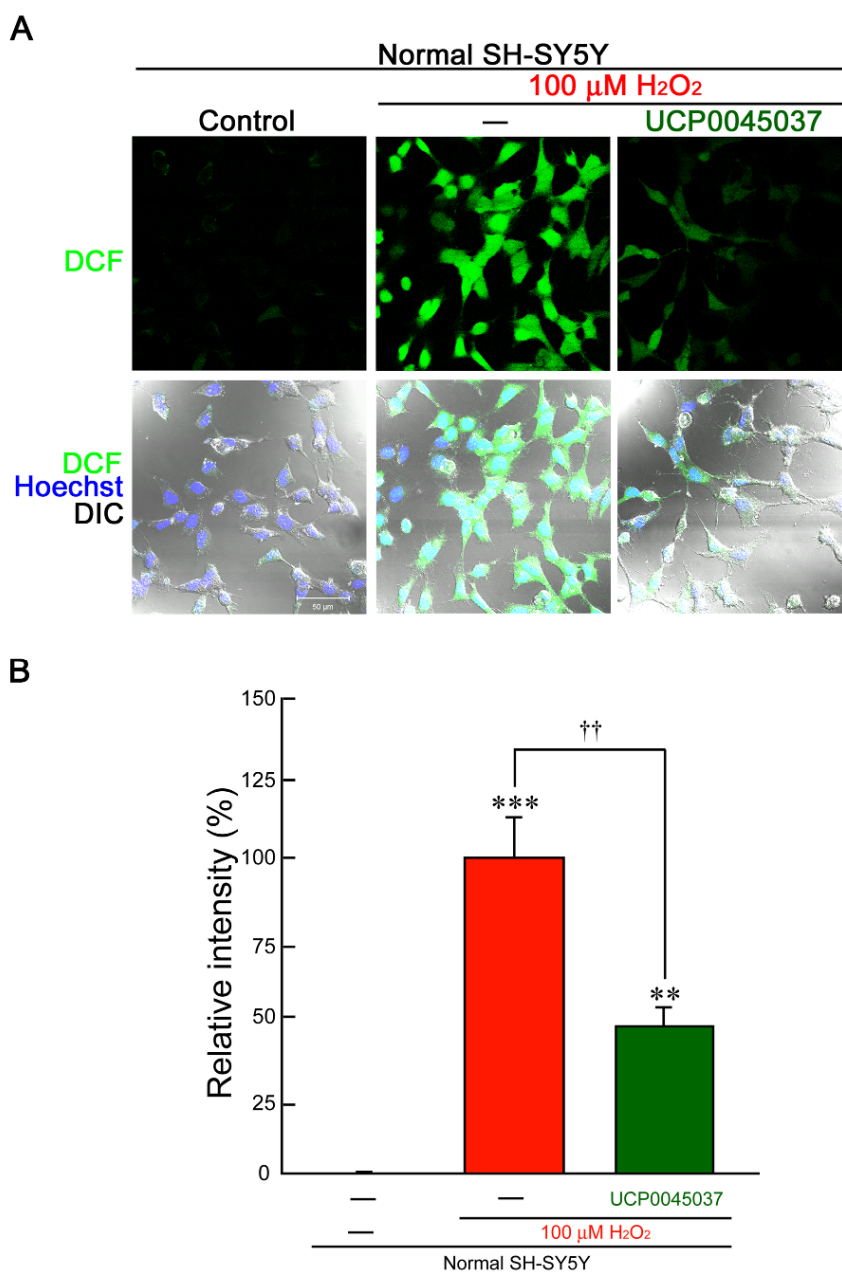 A
Normal SH-SY5Y
100 μM H₂O₂
Control — UCP0045037
DCF
DCF
Hoechst
DIC
50 μm
B
Relative intensity (%)
150
125
100
75
50
25
0
††
***
**
— — UCP0045037
— 100 μM H₂O₂
Normal SH-SY5Y